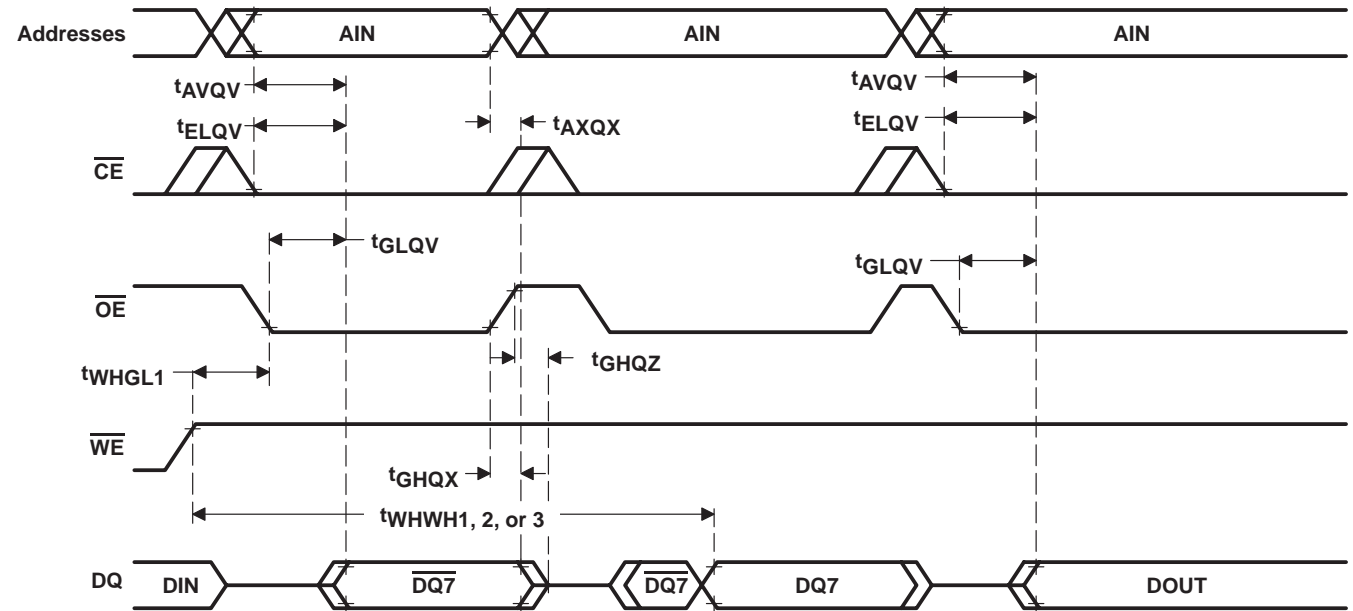 Addresses AIN AIN AIN
tAVQV tAVQV
tELQV tAXQX tELQV
CE
tGLQV tGLQV
OE
tWHGL1 tGHQZ
WE
tGHQX
tWHWH1, 2, or 3
DQ DIN DQ7 DQ7 DQ7 DOUT